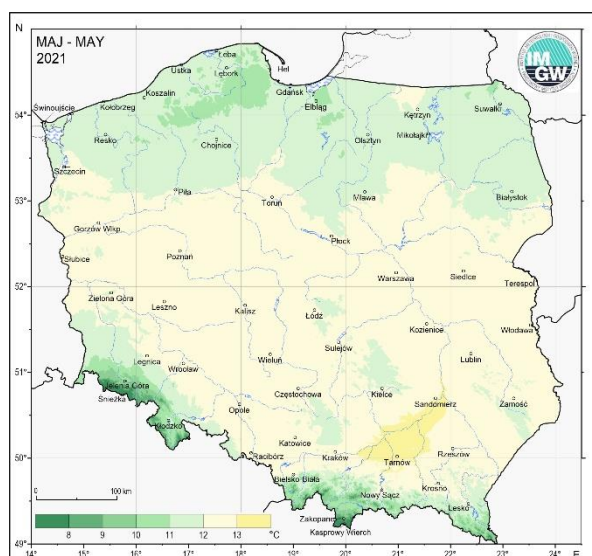 N
MAJ - MAY
2021
IMGW
Łeba
Ustka
Lębork
Hel
Koszalin
Gdańsk
Kołobrzeg
Elbląg
Suwałki
Kętrzyn
Świnoujście
54°
Resko
Chojnice
Olsztyn
Mikołajki
Szczecin
Białystok
Piła
Mława
Toruń
53°
Gorzów Wlkp
Płock
Słubice
Poznań
Warszawa
Siedlce
Terespol
52°
Zielona Góra
Leszno
Kalisz
Łódź
Kozienice
Włodawa
Sulejów
Legnica
Wrocław
Wieluń
Lublin
51°
Jelenia Góra
Śnieżka
Opole
Częstochowa
Kielce
Sandomierz
Zamość
Kłodzko
Katowice
Racibórz
Kraków
Tarnów
Rzeszów
50°
Bielsko Biała
Nowy Sącz
Krosno
Lesko
0 100 km
Zakopane
Kasprowy Wierch
8 9 10 11 12 13 °C
49°
14° 15° 16° 17° 18° 19° 20° 21° 22° 23° 24° E